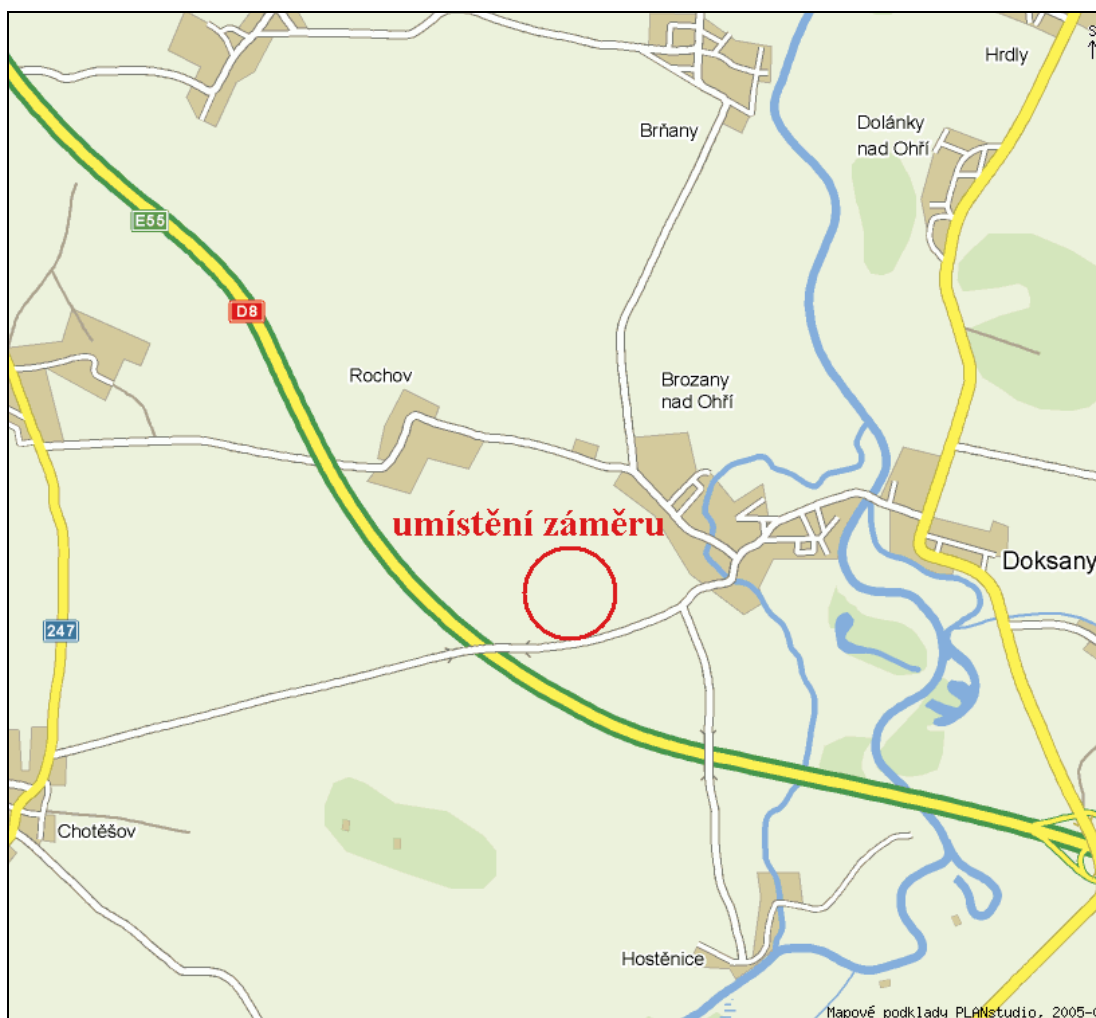 S
Hrdly
Brňany
Dolánky
nad Ohří
E55
D8
Rochov
Brozany
nad Ohří
umístění záměru
Doksany
247
Chotěšov
Hostěnice
Mapové podklady PLANstudio, 2005-0